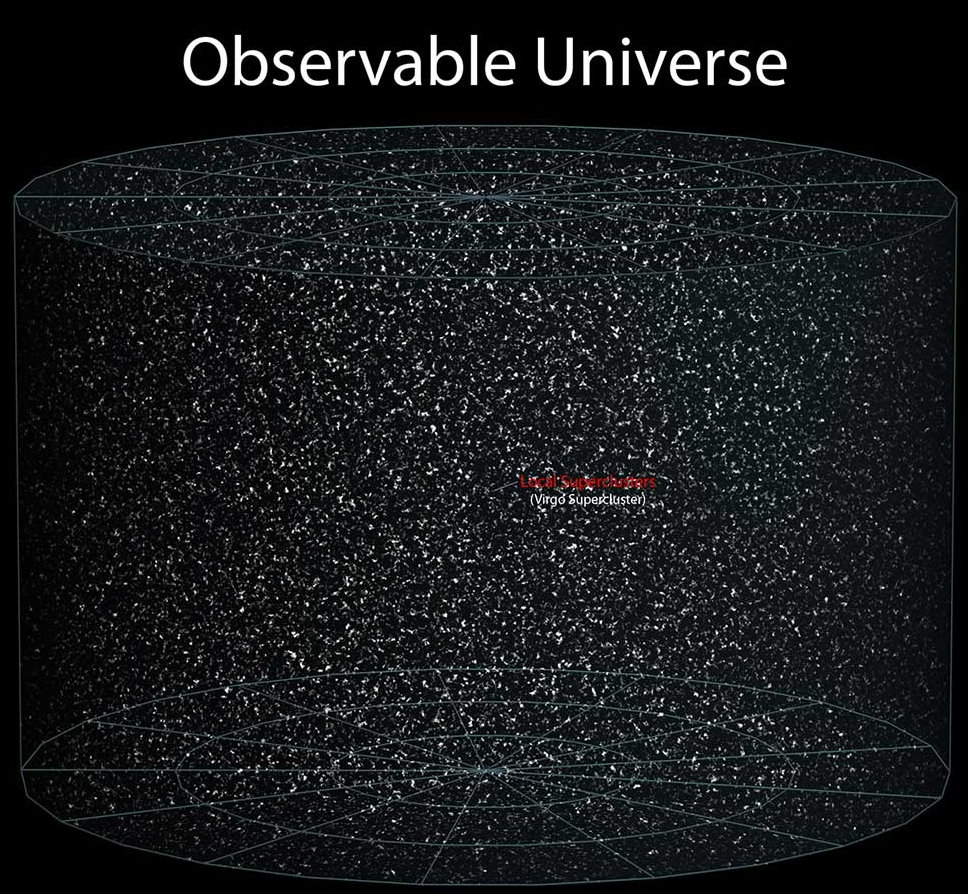 Observable Universe
Local Superclusters
(Virgo Supercluster)